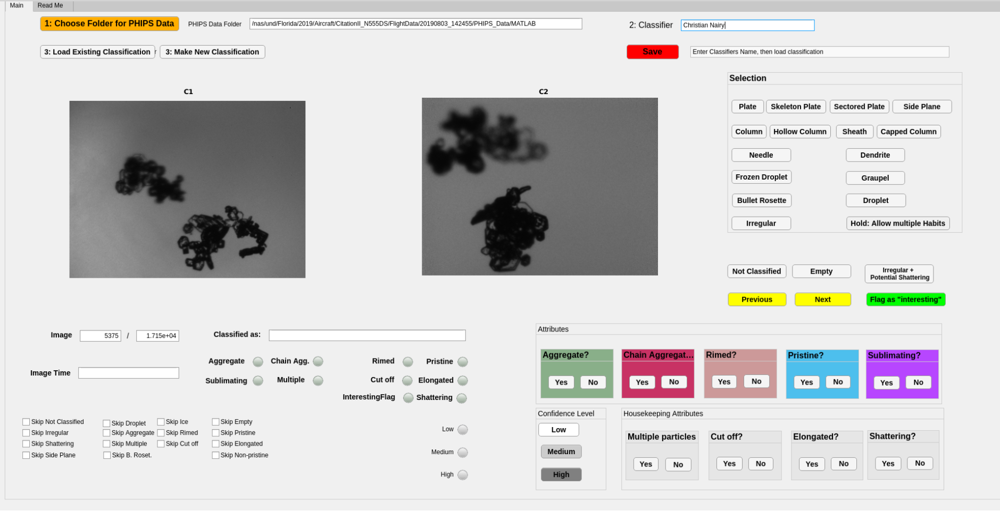 Main Read Me
1: Choose Folder for PHIPS Data PHIPS Data Folder /nas/und/Florida/2019/Aircraft/CitationII_N555DS/FlightData/20190803_142455/PHIPS_Data/MATLAB 2: Classifier Christian Nairy
3: Load Existing Classification r 3: Make New Classification Save Enter Classifiers Name, then load classification
C1 C2
Selection
Plate Skeleton Plate Sectored Plate Side Plane
Column Hollow Column Sheath Capped Column
Needle Dendrite
Frozen Droplet Graupel
Bullet Rosette Droplet
Irregular Hold: Allow multiple Habits
Not Classified Empty Irregular +
Potential Shattering
Previous Next Flag as "interesting"
Image 5375 / 1.715e+04 Classified as:
Image Time
Aggregate Chain Agg. Rimed Pristine
Sublimating Multiple Cut off Elongated
InterestingFlag Shattering
Skip Not Classified Skip Droplet Skip Ice Skip Empty
Skip Irregular Skip Aggregate Skip Rimed Skip Pristine
Skip Shattering Skip Multiple Skip Cut off Skip Elongated
Skip Side Plane Skip B. Roset. Skip Non-pristine
Low
Medium
High
Attributes
Aggregate? Chain Aggregat... Rimed? Pristine? Sublimating?
Yes No Yes No Yes No Yes No Yes No
Confidence Level
Low
Medium
High
Housekeeping Attributes
Multiple particles Cut off? Elongated? Shattering?
Yes No Yes No Yes No Yes No